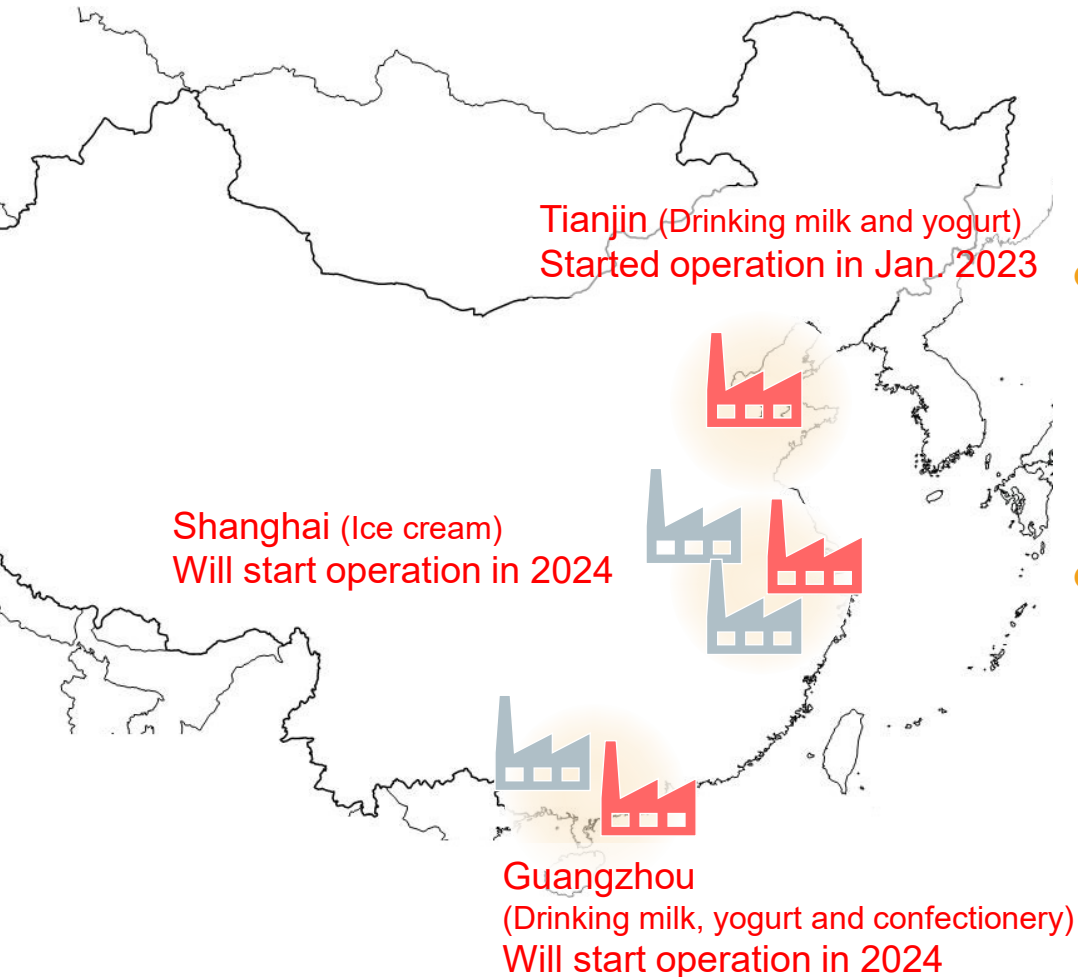 Tianjin (Drinking milk and yogurt)
Started operation in Jan. 2023
Shanghai (Ice cream)
Will start operation in 2024
Guangzhou
(Drinking milk, yogurt and confectionery)
Will start operation in 2024